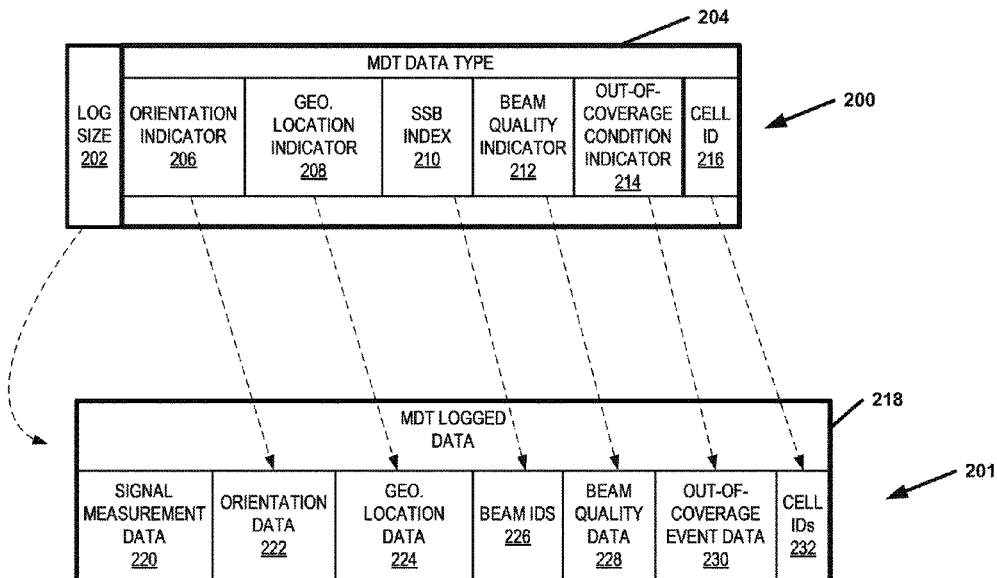 204
MDT DATA TYPE
LOG
SIZE
202
ORIENTATION
INDICATOR
206
GEO.
LOCATION
INDICATOR
208
SSB
INDEX
210
BEAM
QUALITY
INDICATOR
212
OUT-OF-
COVERAGE
CONDITION
INDICATOR
214
CELL
ID
216
200
218
MDT LOGGED
DATA
201
SIGNAL
MEASUREMENT
DATA
220
ORIENTATION
DATA
222
GEO.
LOCATION
DATA
224
BEAM IDS
226
BEAM
QUALITY
DATA
228
OUT-OF-
COVERAGE
EVENT DATA
230
CELL
IDs
232